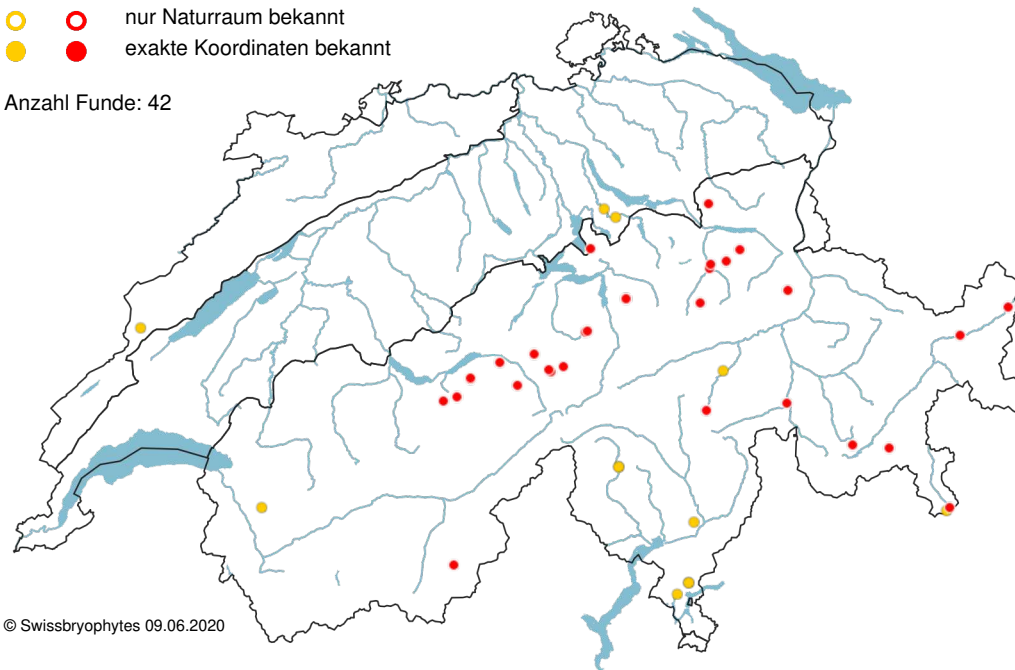 nur Naturraum bekannt
exakte Koordinaten bekannt
Anzahl Funde: 42
© Swissbryophytes 09.06.2020